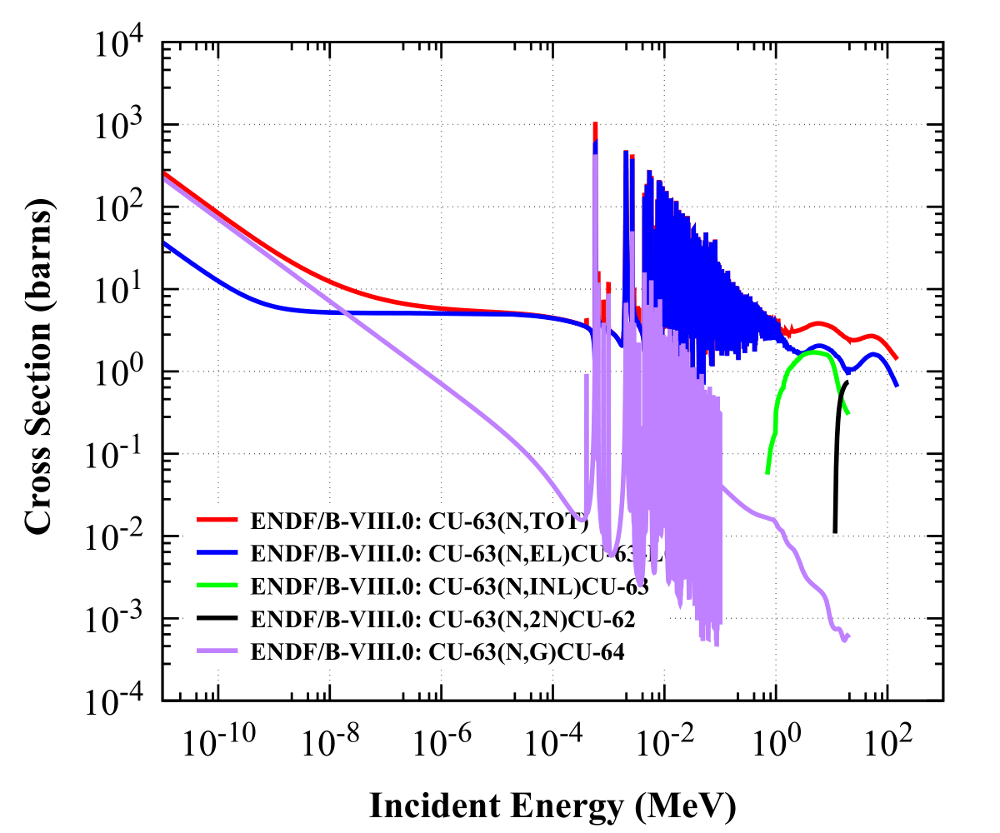 10^4
10^3
10^2
10^1
10^0
10^-1
10^-2
10^-3
10^-4
Cross Section (barns)
ENDF/B-VIII.0: CU-63(N,TOT)
ENDF/B-VIII.0: CU-63(N,EL)CU-63-L
ENDF/B-VIII.0: CU-63(N,INL)CU-63
ENDF/B-VIII.0: CU-63(N,2N)CU-62
ENDF/B-VIII.0: CU-63(N,G)CU-64
10^-10 10^-8 10^-6 10^-4 10^-2 10^0 10^2
Incident Energy (MeV)